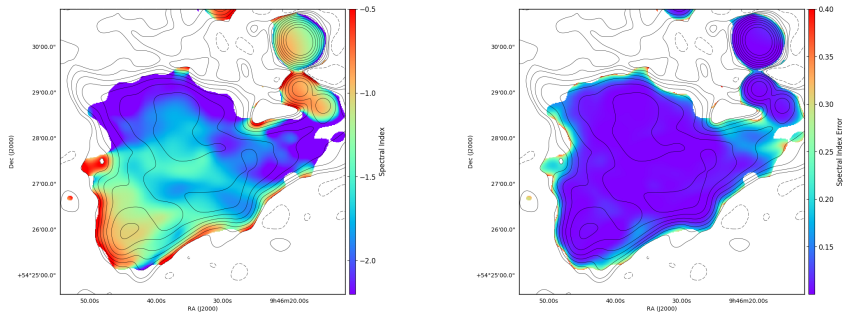 30'00.0"
29'00.0"
28'00.0"
27'00.0"
26'00.0"
+54°25'00.0"
Dec (J2000)
50.00s 40.00s 30.00s 9h46m20.00s
RA (J2000)
−0.5
−1.0
−1.5
−2.0
Spectral Index
30'00.0"
29'00.0"
28'00.0"
27'00.0"
26'00.0"
+54°25'00.0"
Dec (J2000)
50.00s 40.00s 30.00s 9h46m20.00s
RA (J2000)
0.40
0.35
0.30
0.25
0.20
0.15
Spectral Index Error